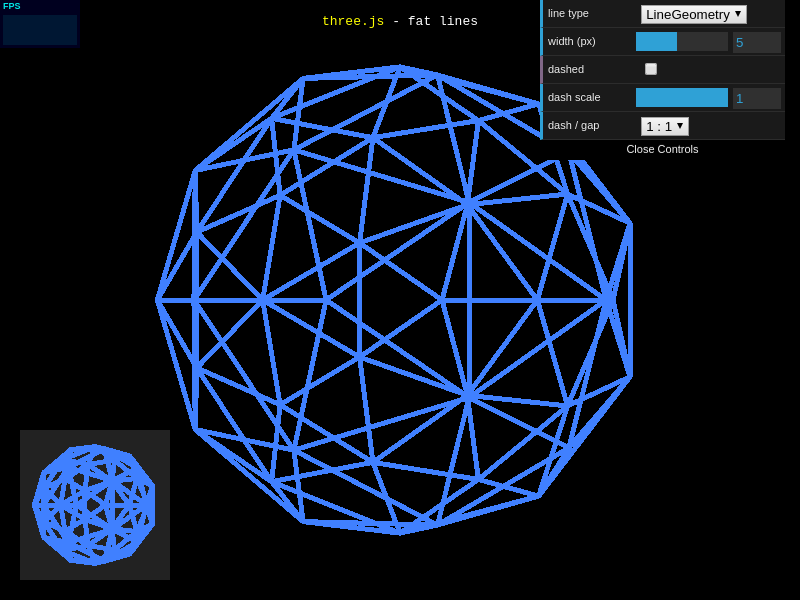 FPS
three.js - fat lines
line type LineGeometry
width (px) 5
dashed
dash scale 1
dash / gap 1 : 1
Close Controls